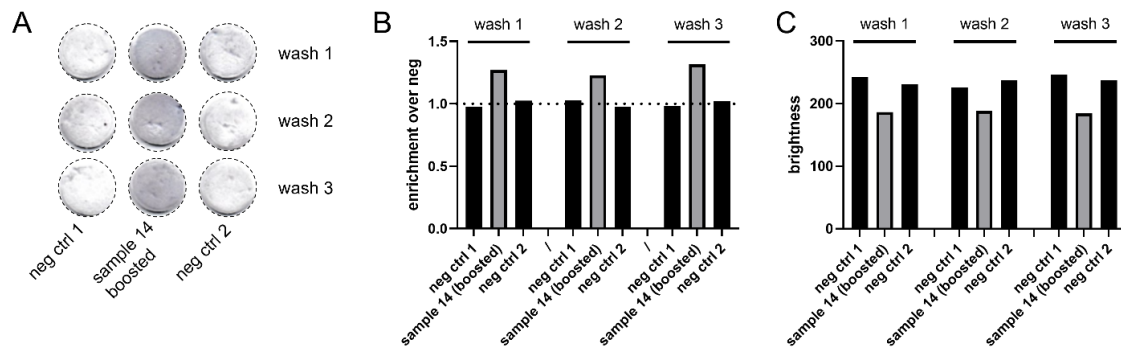 A
wash 1
wash 2
wash 3
neg ctrl 1
sample 14
boosted
neg ctrl 2
B
wash 1 wash 2 wash 3
enrichment over neg
1.5
1.0
0.5
0.0
neg ctrl 1
sample 14 (boosted)
neg ctrl 2
/
neg ctrl 1
sample 14 (boosted)
neg ctrl 2
/
neg ctrl 1
sample 14 (boosted)
neg ctrl 2
C
wash 1 wash 2 wash 3
brightness
300
200
100
0
neg ctrl 1
sample 14 (boosted)
neg ctrl 2
neg ctrl 1
sample 14 (boosted)
neg ctrl 2
neg ctrl 1
sample 14 (boosted)
neg ctrl 2